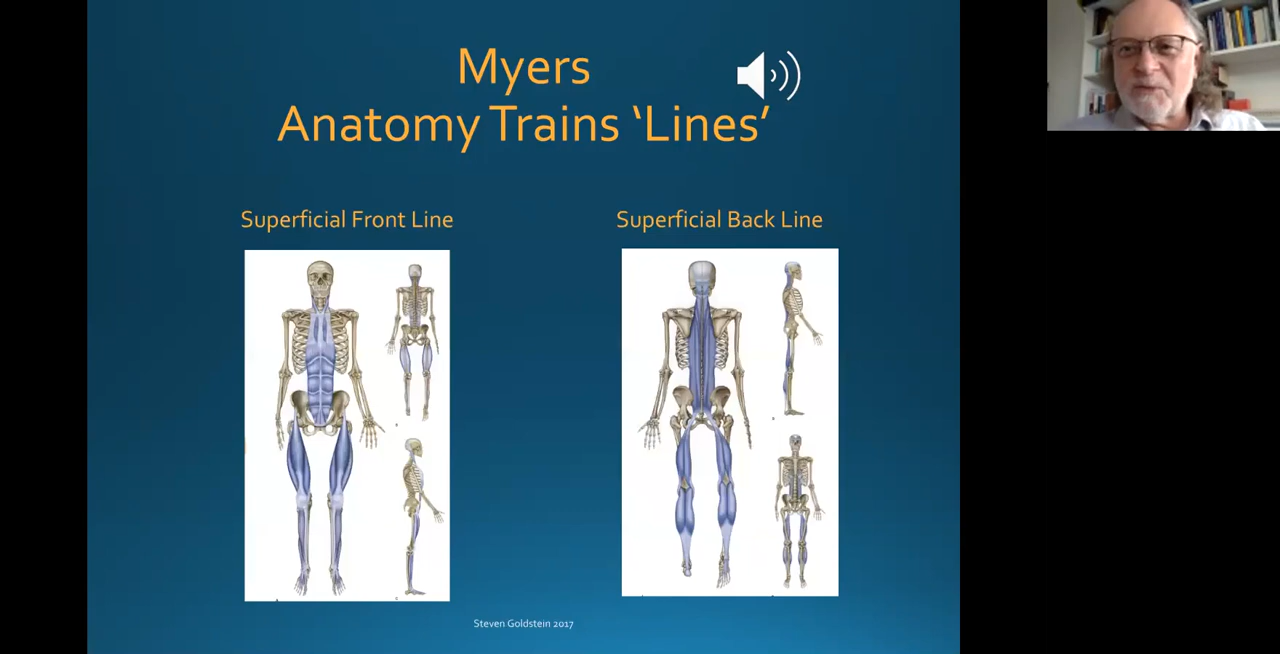 Myers
Anatomy Trains ‘Lines’
Superficial Front Line
Superficial Back Line
Steven Goldstein 2017